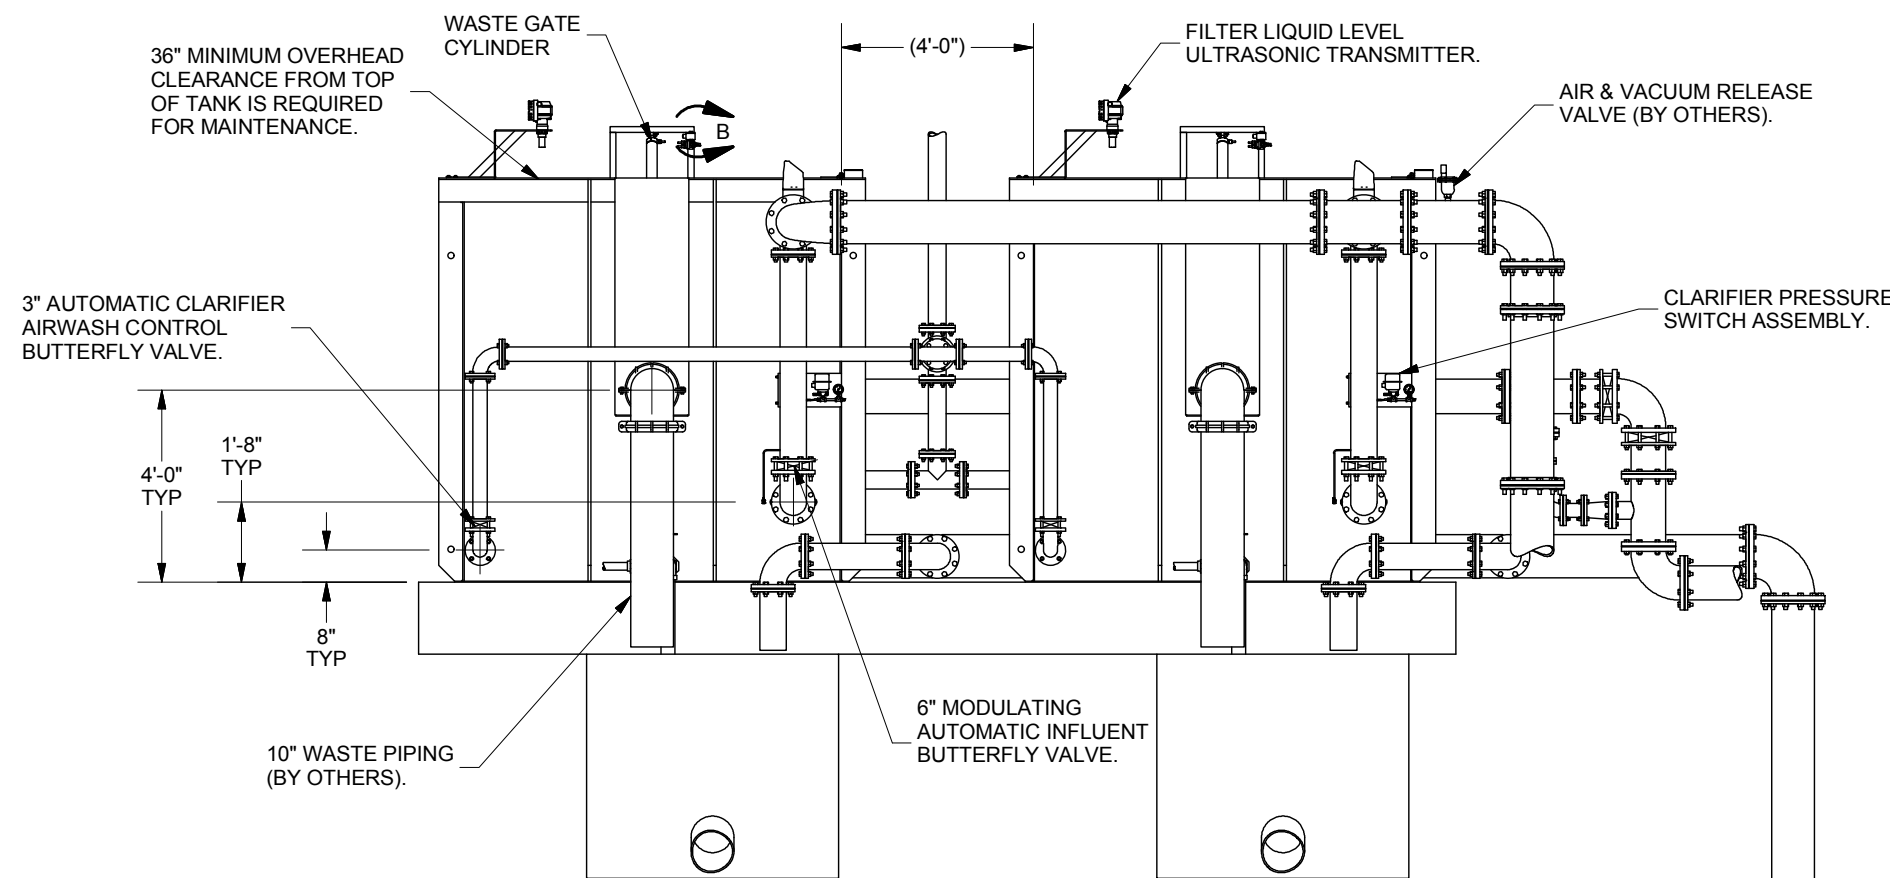 WASTE GATE
CYLINDER
36" MINIMUM OVERHEAD
CLEARANCE FROM TOP
OF TANK IS REQUIRED
FOR MAINTENANCE.
(4'-0")
FILTER LIQUID LEVEL
ULTRASONIC TRANSMITTER.
AIR & VACUUM RELEASE
VALVE (BY OTHERS).
B
3" AUTOMATIC CLARIFIER
AIRWASH CONTROL
BUTTERFLY VALVE.
CLARIFIER PRESSURE
SWITCH ASSEMBLY.
1'-8"
TYP
4'-0"
TYP
8"
TYP
6" MODULATING
AUTOMATIC INFLUENT
BUTTERFLY VALVE.
10" WASTE PIPING
(BY OTHERS).